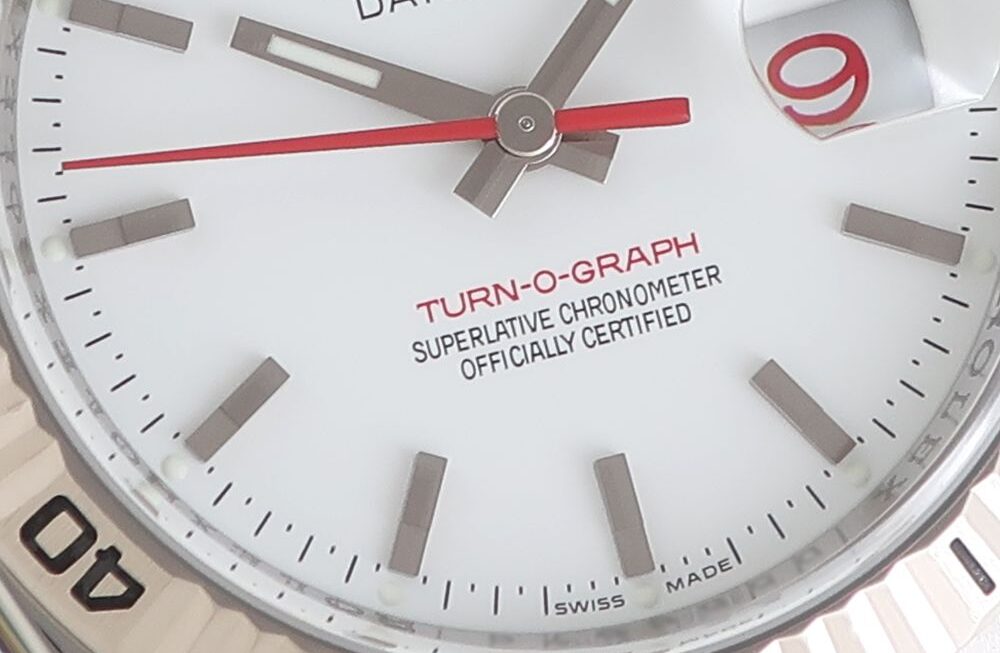 9
TURN-O-GRAPH
SUPERLATIVE CHRONOMETER
OFFICIALLY CERTIFIED
SWISS MADE
40